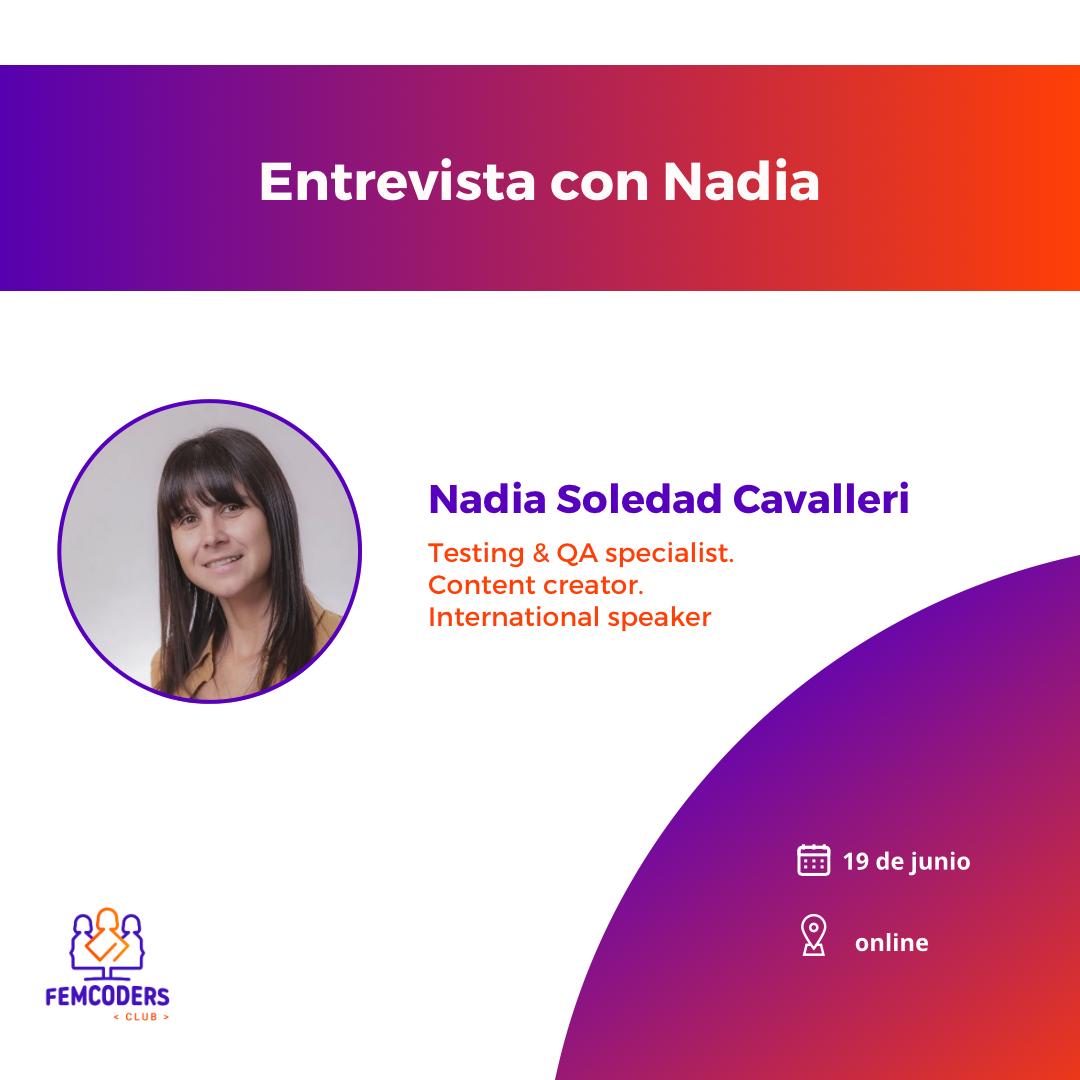 Entrevista con Nadia
Nadia Soledad Cavalleri
Testing & QA specialist.
Content creator.
International speaker
19 de junio
online
FEMCODERS
< CLUB >